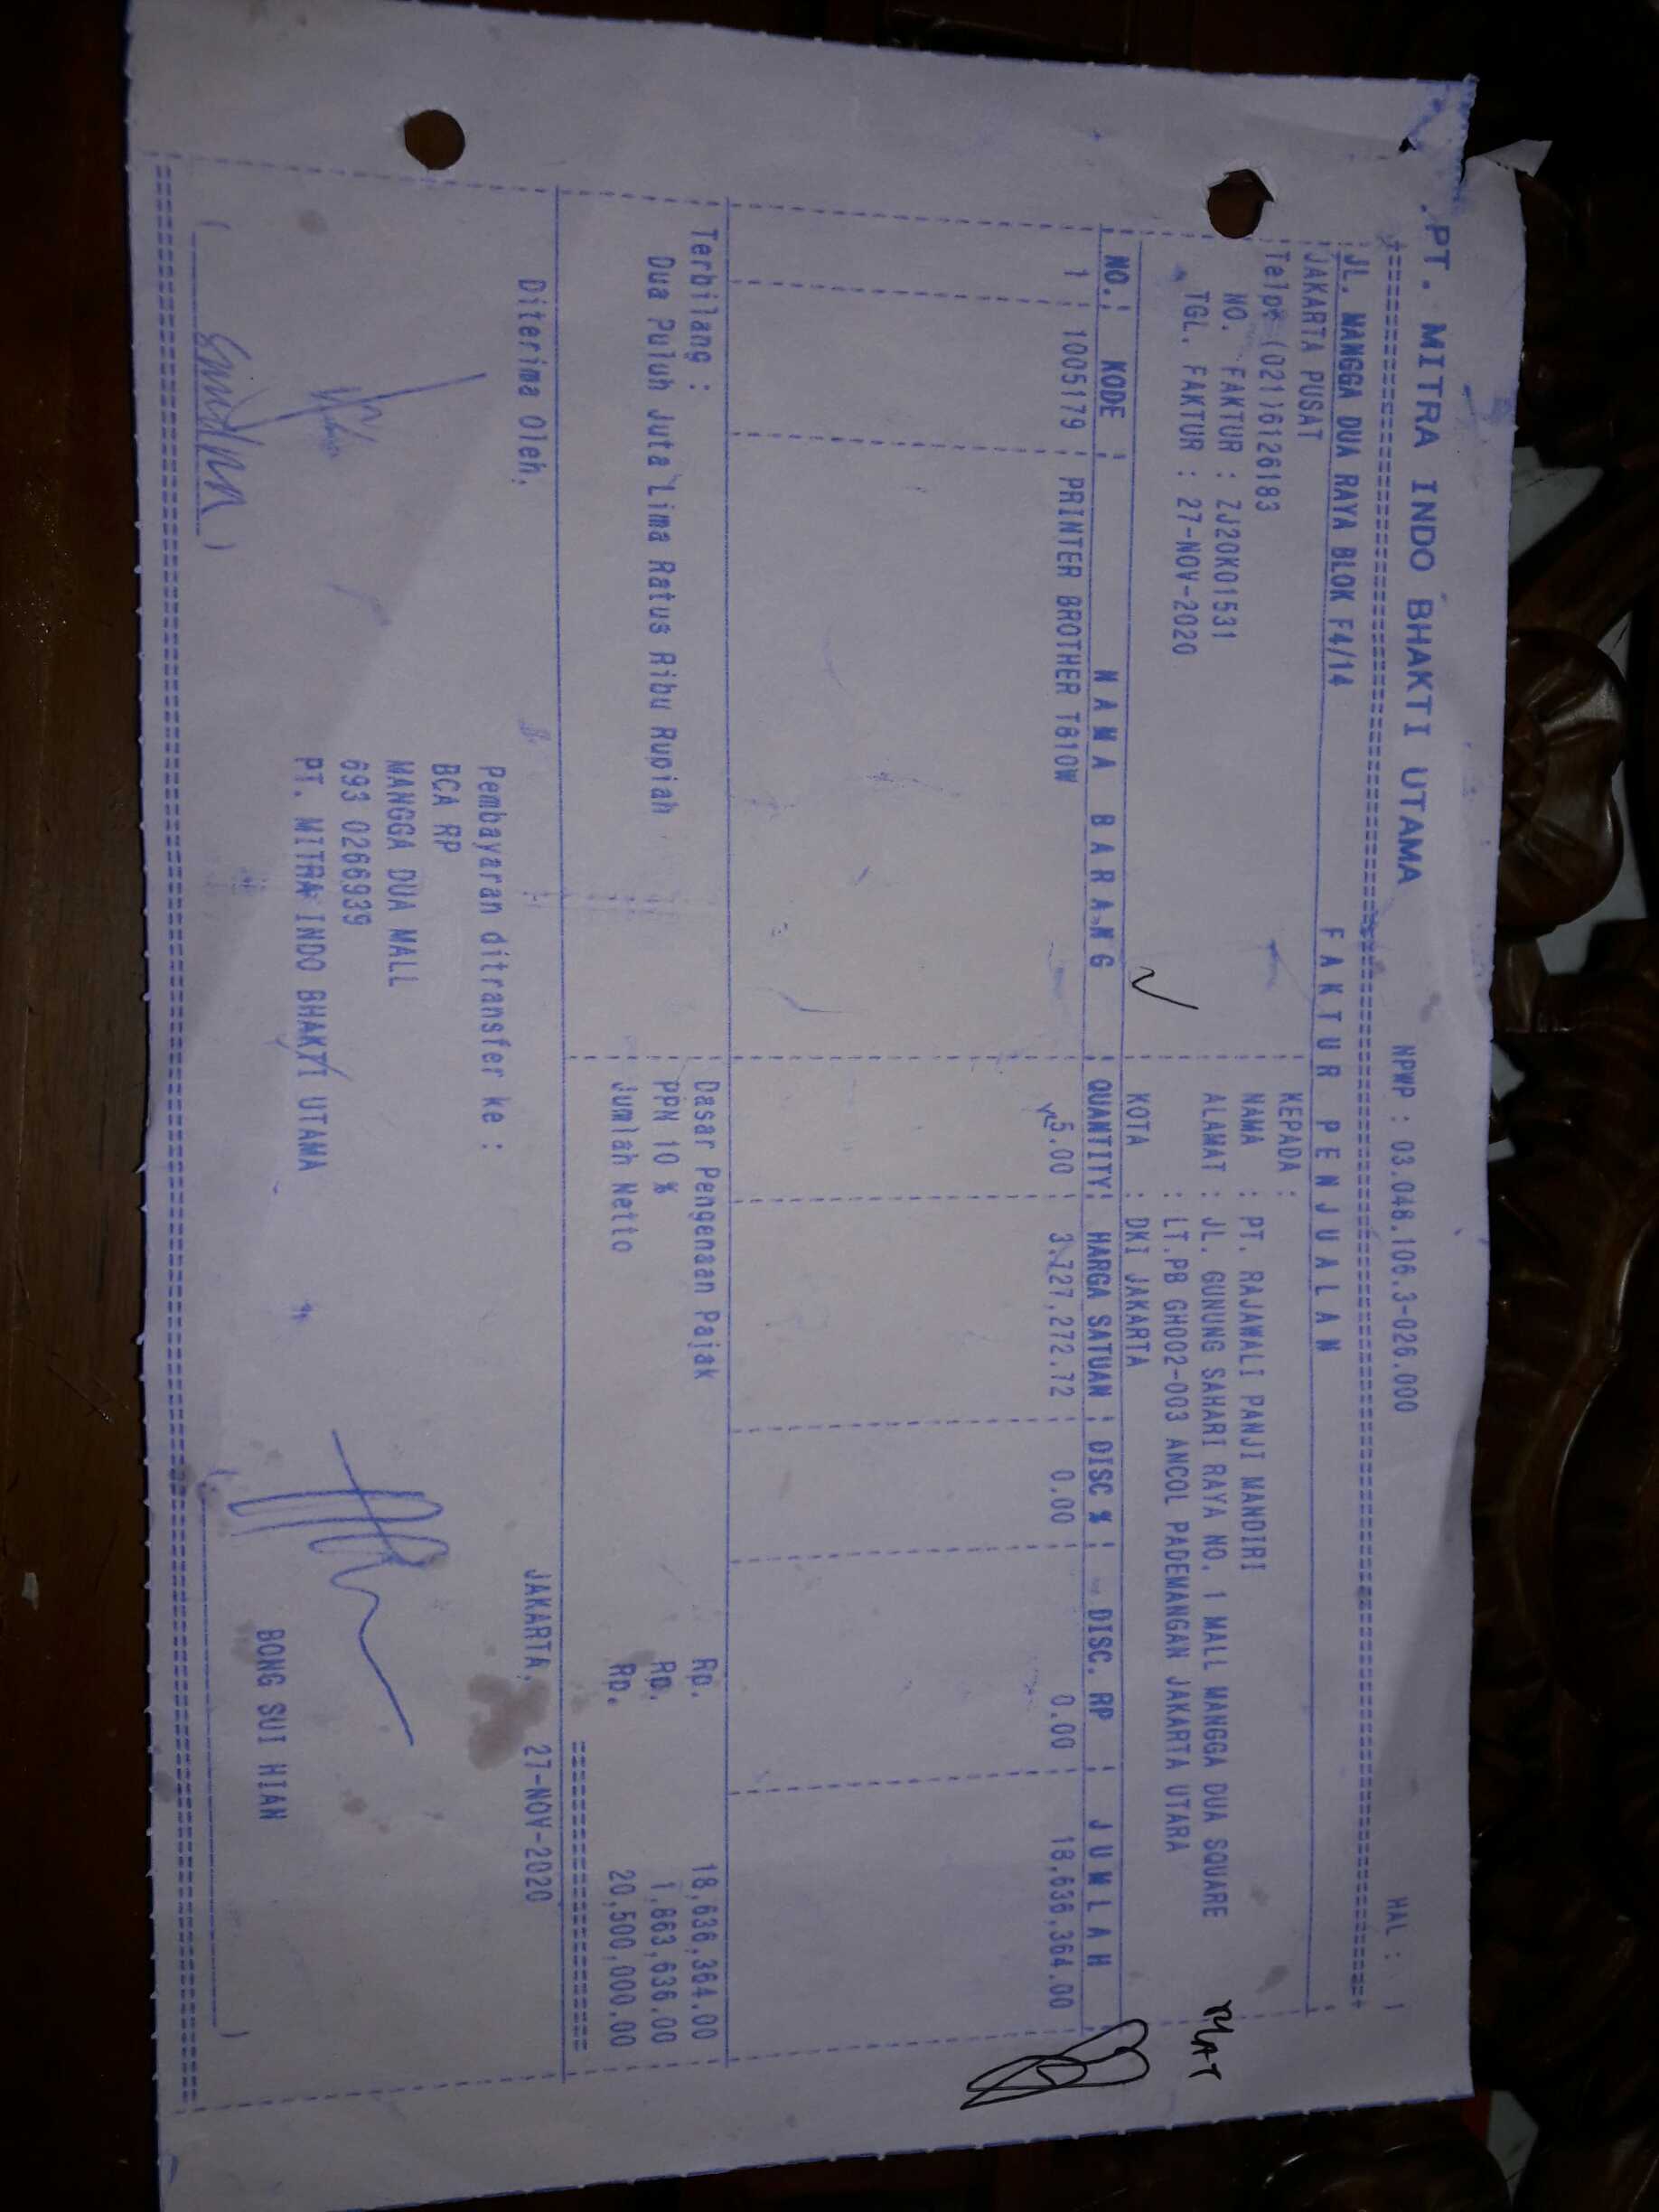 PT. MITRA INDO BHAKTI UTAMA NPWP : 03.048.106.3-026.000 HAL : 1
JL. MANGGA DUA RAYA BLOK F4/14 F A K T U R P E N J U A L A N
JAKARTA PUSAT KEPADA :
Telp: (021)6126183 NAMA : PT. RAJAWALI PANJI MANDIRI
NO. FAKTUR : ZJ20K01531 ALAMAT : JL. GUNUNG SAHARI RAYA NO. 1 MALL MANGGA DUA SQUARE
TGL. FAKTUR : 27-NOV-2020 : LT.PB GH002-003 ANCOL PADEMANGAN JAKARTA UTARA
KOTA : DKI JAKARTA
NO. KODE N A M A B A R A N G QUANTITY HARGA SATUAN DISC % DISC. RP J U M L A H
1 1005179 PRINTER BROTHER T810W 5.00 3,727,272.72 0.00 0.00 18,636,364.00
Terbilang : Dasar Pengenaan Pajak Rp. 18,636,364.00
Dua Puluh Juta Lima Ratus Ribu Rupiah PPN 10 % Rp. 1,863,636.00
Jumlah Netto Rp. 20,500,000.00
Diterima Oleh, JAKARTA, 27-NOV-2020
Pembayaran ditransfer ke :
BCA RP
MANGGA DUA MALL
693 0266939
PT. MITRA INDO BHAKTI UTAMA
BONG SUI HIAN